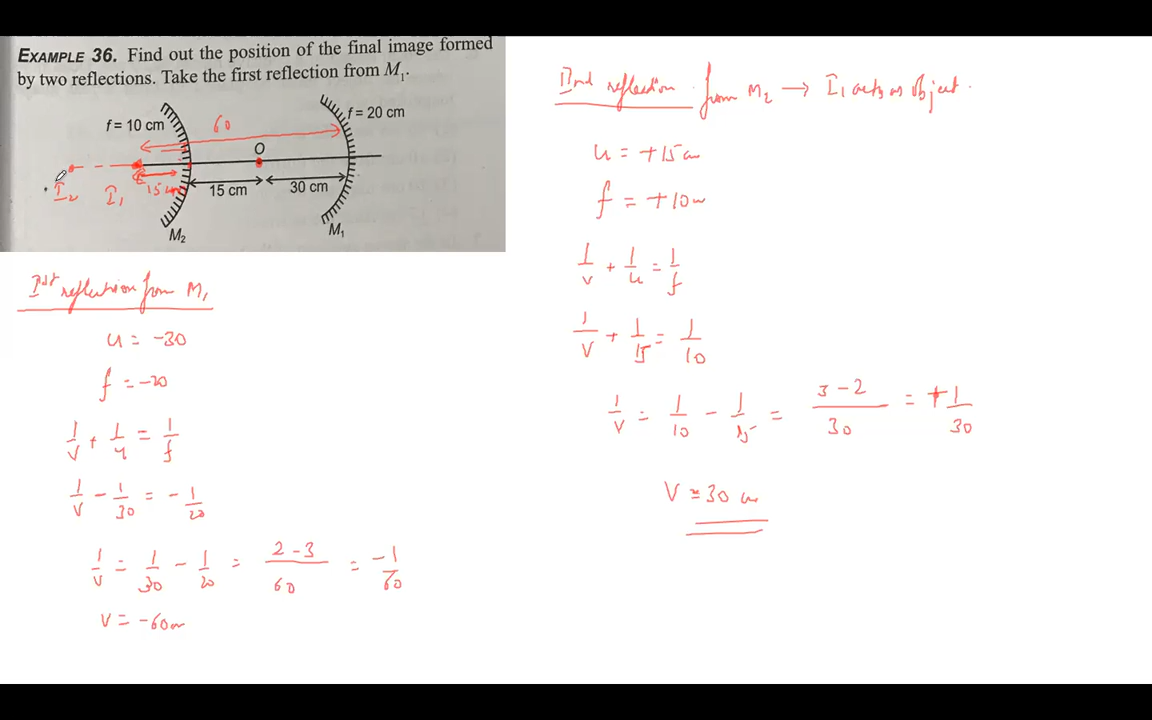 EXAMPLE 36. Find out the position of the final image formed
by two reflections. Take the first reflection from M₁.
f = 10 cm
60
f = 20 cm
O
I₂
I₁
15 cm
15 cm
30 cm
M₂
M₁
Ist reflection from M₁
u = -30
f = -20
1/v + 1/u = 1/f
1/v - 1/30 = - 1/20
1/v = 1/30 - 1/20 = 2-3/60 = -1/60
v = -60cm
IInd reflection from M₂ → I₁ acts as object.
u = +15cm
f = +10cm
1/v + 1/u = 1/f
1/v + 1/15 = 1/10
1/v = 1/10 - 1/15 = 3-2/30 = +1/30
V = 30 cm